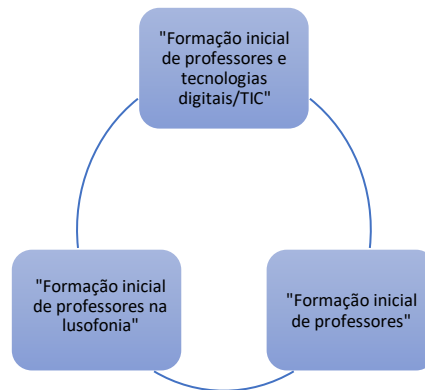 "Formação inicial
de professores e
tecnologias
digitais/TIC"
"Formação inicial
de professores na
lusofonia"
"Formação inicial
de professores"